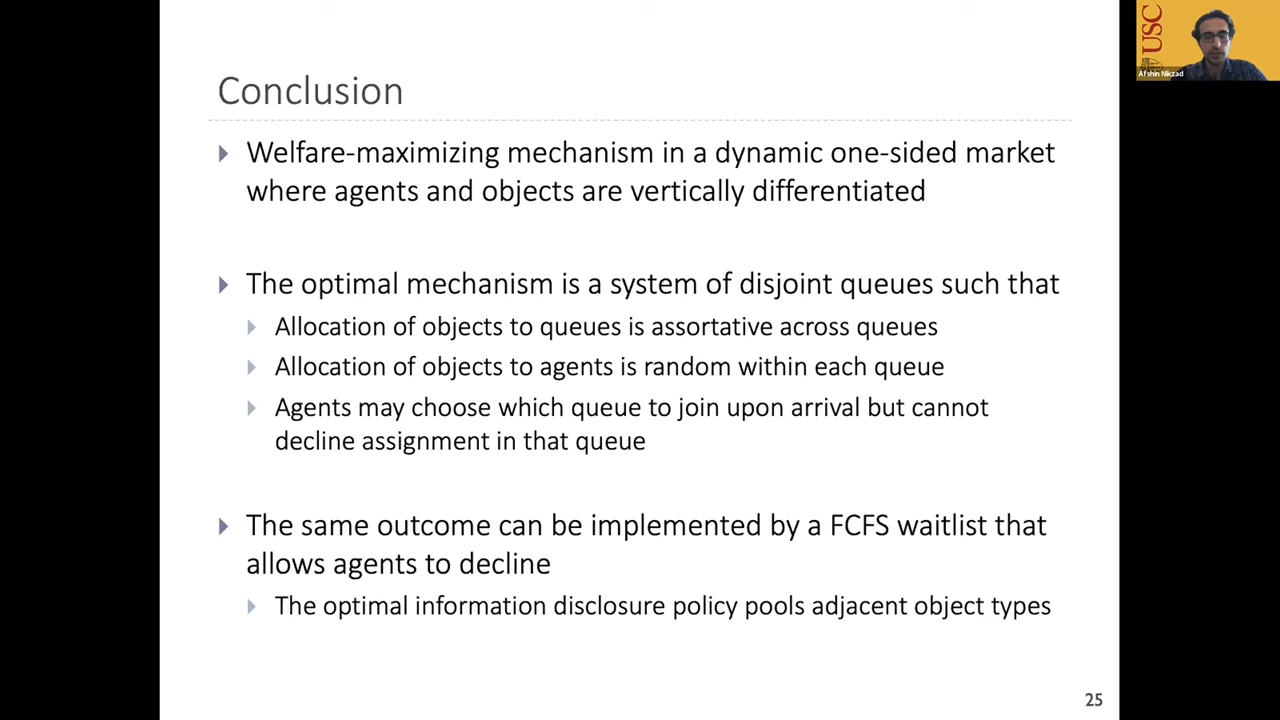 USC
Afshin Nikzad
Conclusion
Welfare-maximizing mechanism in a dynamic one-sided market
where agents and objects are vertically differentiated
The optimal mechanism is a system of disjoint queues such that
Allocation of objects to queues is assortative across queues
Allocation of objects to agents is random within each queue
Agents may choose which queue to join upon arrival but cannot
decline assignment in that queue
The same outcome can be implemented by a FCFS waitlist that
allows agents to decline
The optimal information disclosure policy pools adjacent object types
25